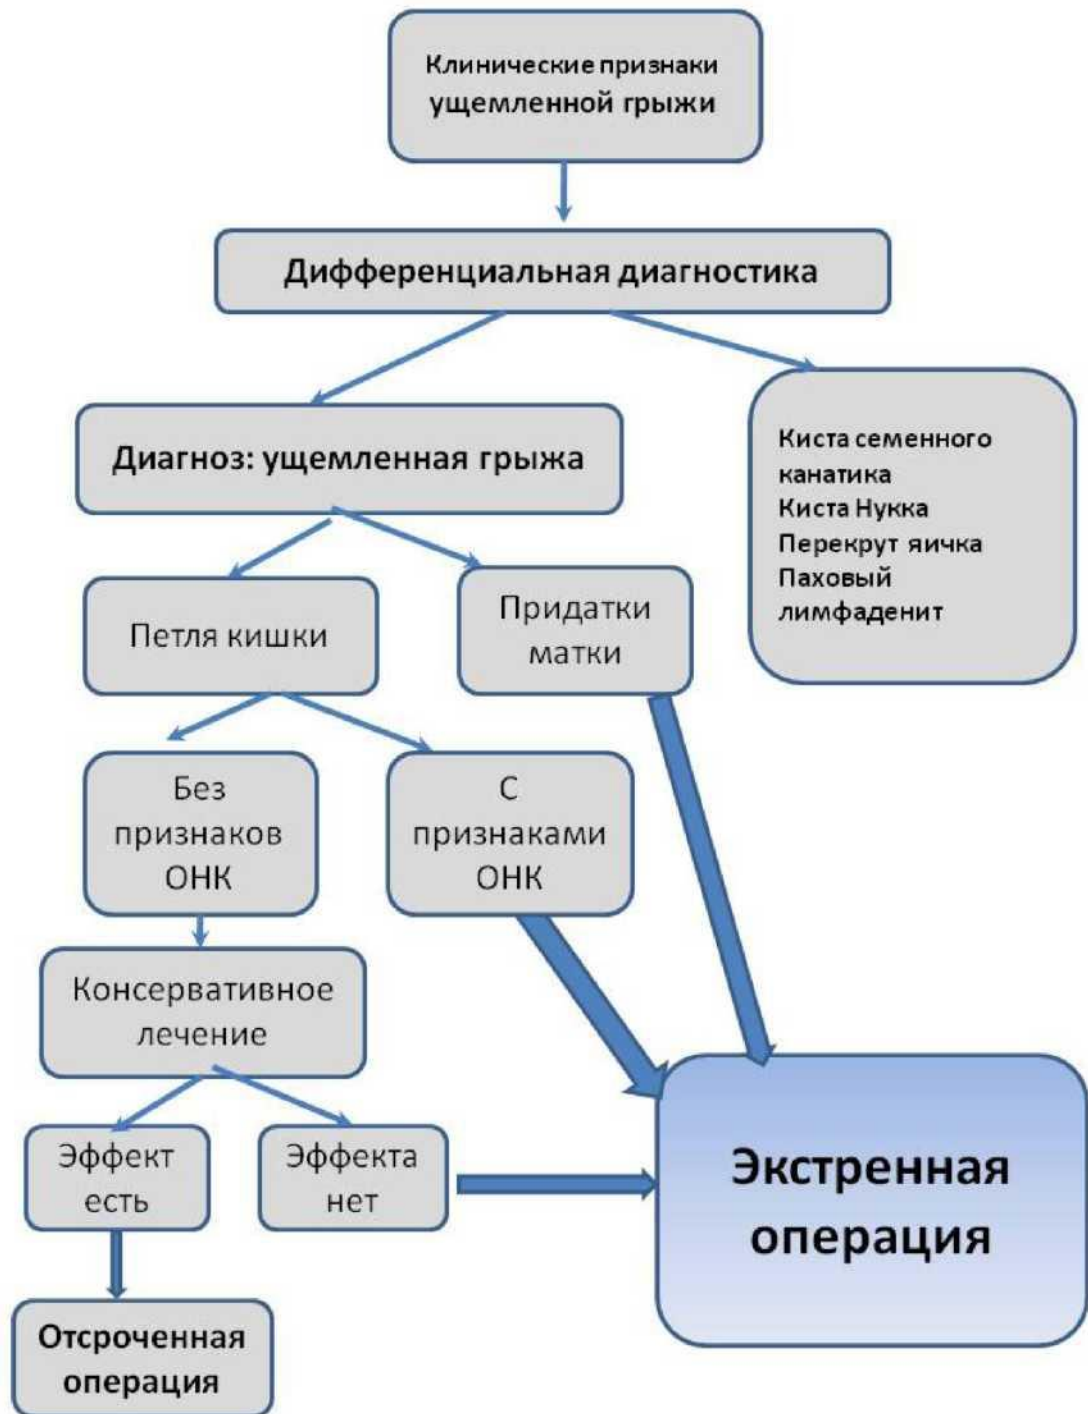 Клинические признаки
ущемленной грыжи
Дифференциальная диагностика
Диагноз: ущемленная грыжа
Киста семенного
канатика
Киста Нукка
Перекрут яичка
Паховый
лимфаденит
Петля кишки
Придатки
матки
Без
признаков
ОНК
С
признаками
ОНК
Консервативное
лечение
Эффект
есть
Эффекта
нет
Экстренная
операция
Отсроченная
операция